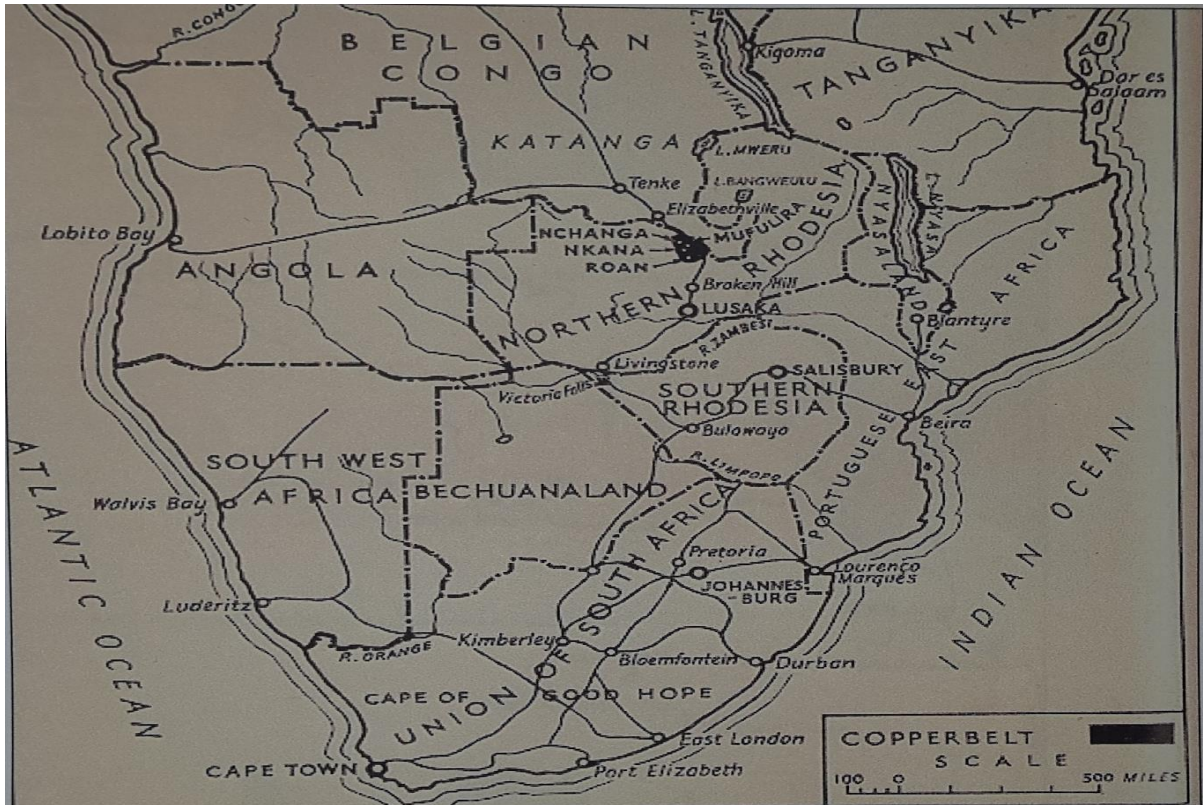 R. CONGO
BELGIAN
CONGO
L. TANGANYIKA
Kigoma
TANGANYIKA
Dar es
Salaam
KATANGA
L. MWERU
L. BANGWEULU
Tenke
Elizabethville
NCHANGA
MUFULIRA
NKANA
ROAN
NORTHERN RHODESIA
NYASALAND
L. NYASA
Lobito Bay
ANGOLA
Broken Hill
LUSAKA
Blantyre
R. ZAMBESI
Livingstone
Victoria Falls
SALISBURY
SOUTHERN
RHODESIA
Bulawayo
Beira
PORTUGUESE EAST AFRICA
R. LIMPOPO
SOUTH WEST
AFRICA
BECHUANALAND
Walvis Bay
ATLANTIC OCEAN
INDIAN OCEAN
Pretoria
JOHANNES
-BURG
Lourenço
Marques
Luderitz
R. ORANGE
Kimberley
Bloemfontein
Durban
UNION OF SOUTH AFRICA
CAPE OF GOOD HOPE
East London
Port Elizabeth
CAPE TOWN
COPPERBELT
SCALE
100 0 500 MILES